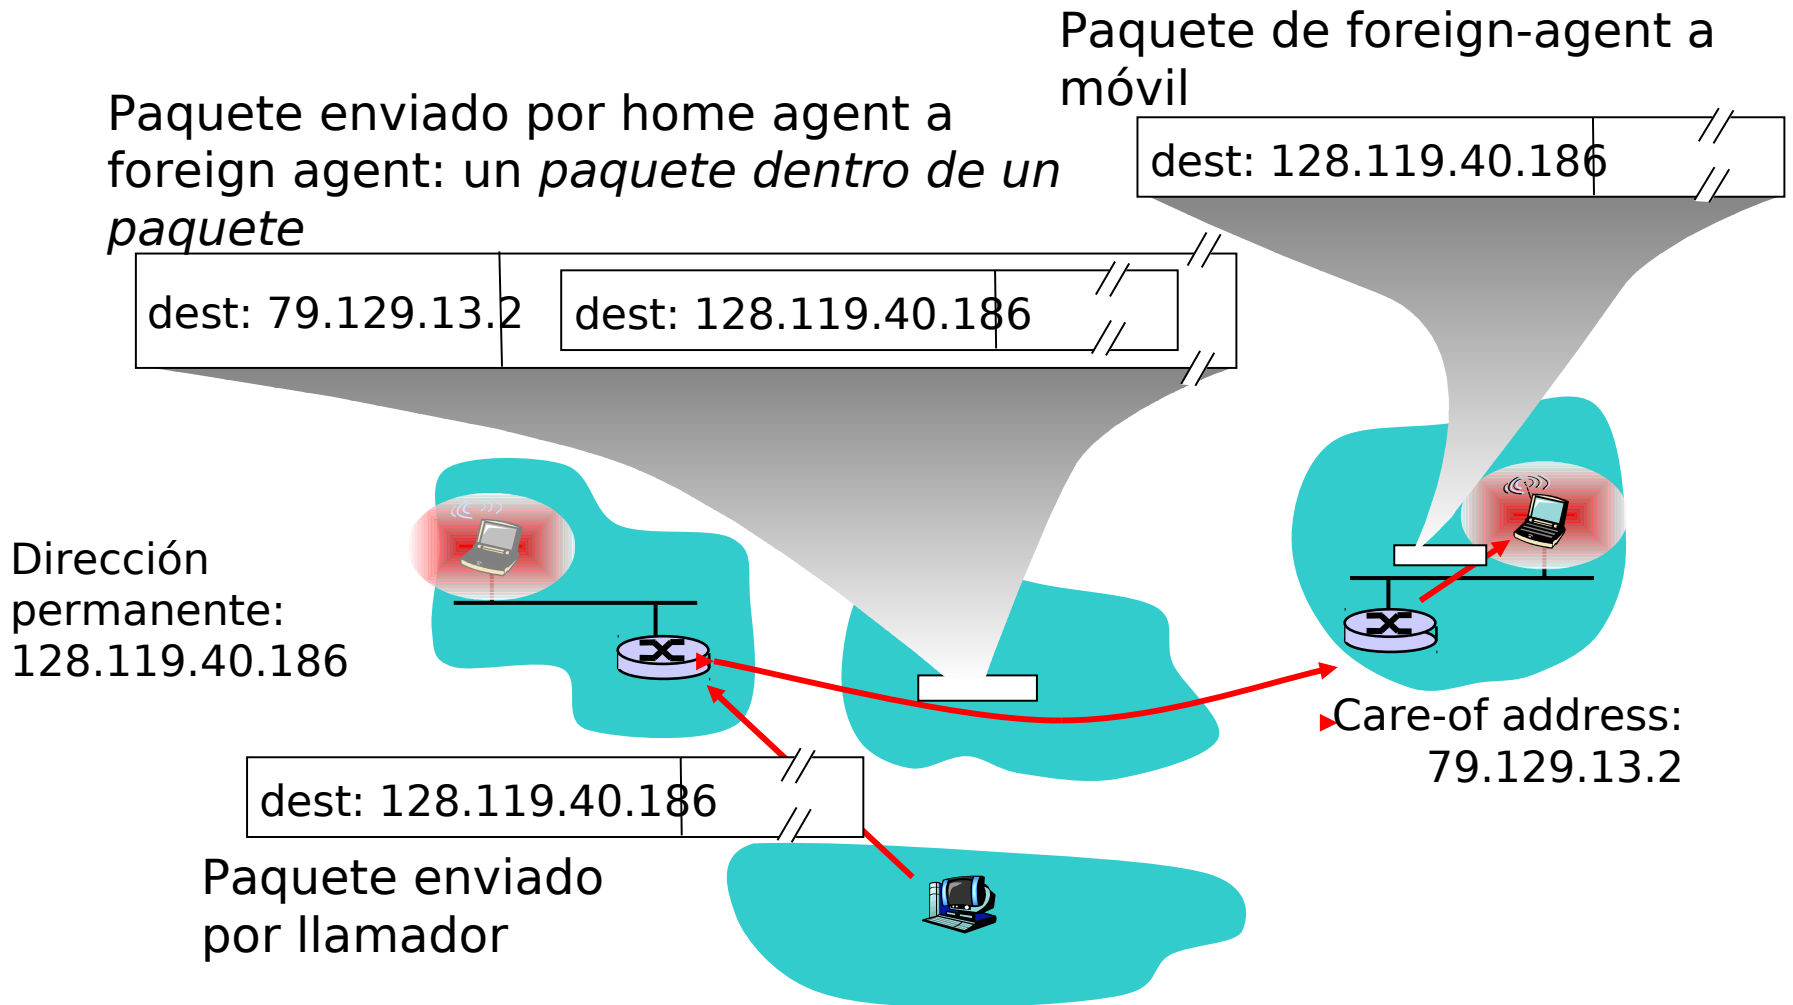 Paquete de foreign-agent a
móvil
dest: 128.119.40.186
Paquete enviado por home agent a
foreign agent: un paquete dentro de un
paquete
dest: 79.129.13.2
dest: 128.119.40.186
Dirección
permanente:
128.119.40.186
Care-of address:
79.129.13.2
dest: 128.119.40.186
Paquete enviado
por llamador